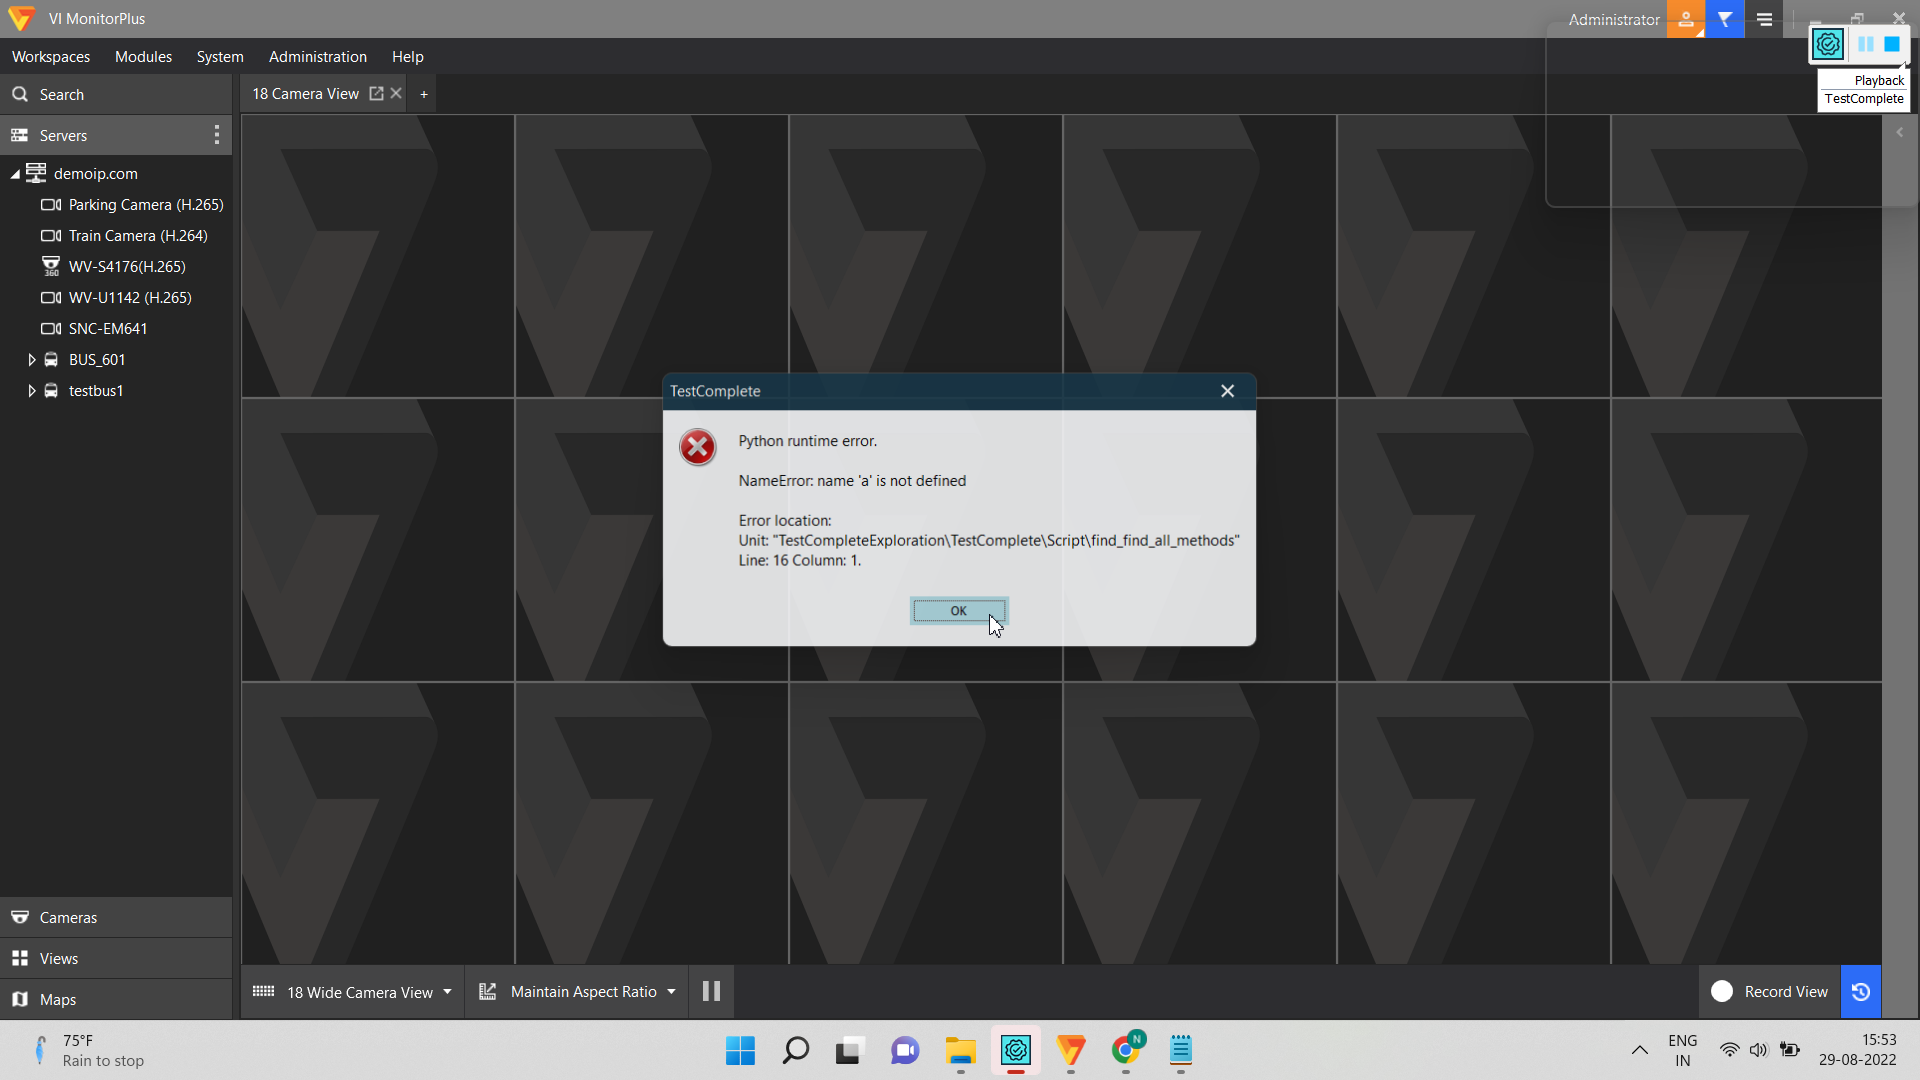 VI MonitorPlus
Administrator
Workspaces Modules System Administration Help
Playback
TestComplete
Search
18 Camera View +
Servers
demoip.com
Parking Camera (H.265)
Train Camera (H.264)
360 WV-S4176(H.265)
WV-U1142 (H.265)
SNC-EM641
BUS_601
testbus1
TestComplete
Python runtime error.
NameError: name 'a' is not defined
Error location:
Unit: "TestCompleteExploration\TestComplete\Script\find_find_all_methods"
Line: 16 Column: 1.
OK
Cameras
Views
Maps
18 Wide Camera View Maintain Aspect Ratio Record View
75°F
Rain to stop
N
ENG
IN
15:53
29-08-2022